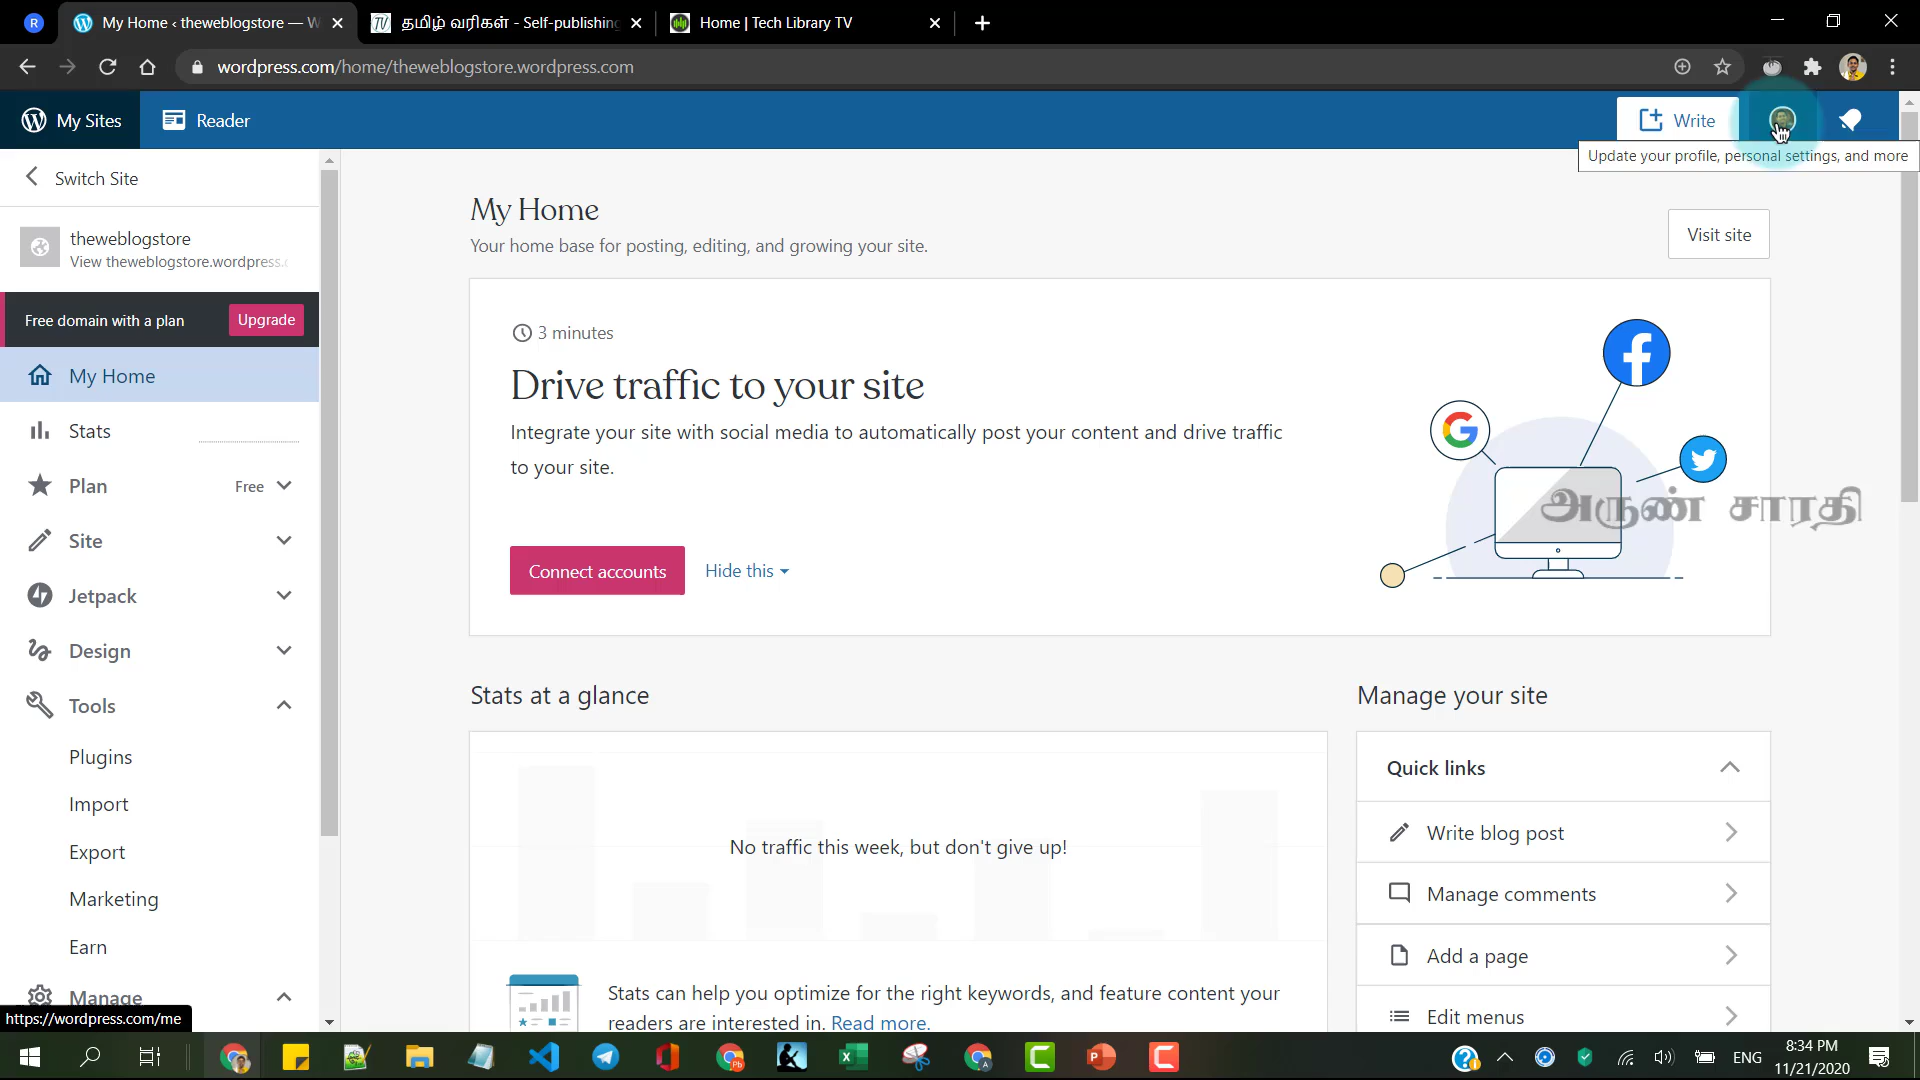 R
My Home ‹ theweblogstore — W
தமிழ் வரிகள் - Self-publishing
Home | Tech Library TV
wordpress.com/home/theweblogstore.wordpress.com
My Sites
Reader
Write
Update your profile, personal settings, and more
Switch Site
theweblogstore
View theweblogstore.wordpress.c
Free domain with a plan
Upgrade
My Home
Stats
Plan
Free
Site
Jetpack
Design
Tools
Plugins
Import
Export
Marketing
Earn
Manage
https://wordpress.com/me
My Home
Your home base for posting, editing, and growing your site.
Visit site
3 minutes
Drive traffic to your site
Integrate your site with social media to automatically post your content and drive traffic
to your site.
Connect accounts
Hide this
அருண் சாரதி
Stats at a glance
No traffic this week, but don't give up!
Stats can help you optimize for the right keywords, and feature content your
readers are interested in. Read more.
Manage your site
Quick links
Write blog post
Manage comments
Add a page
Edit menus
ENG
8:34 PM
11/21/2020